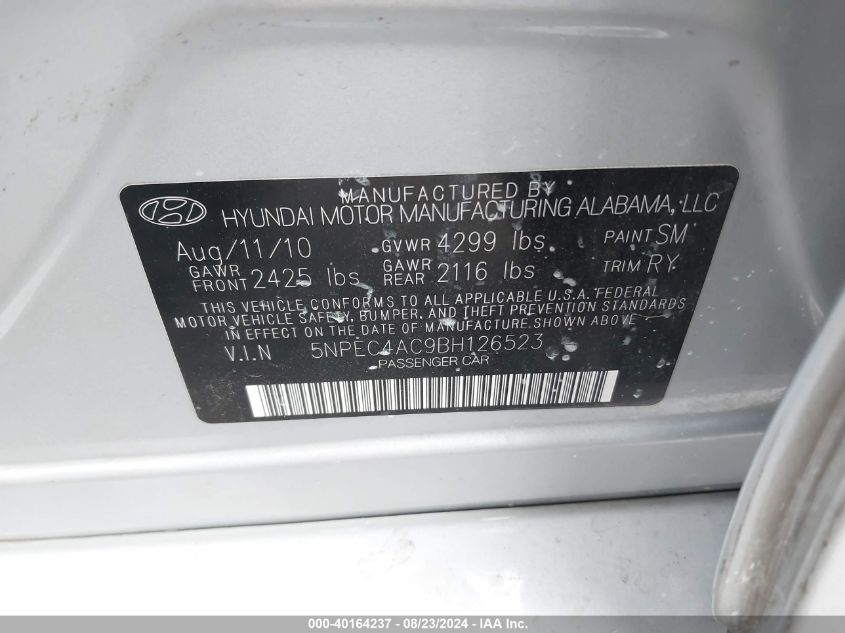 MANUFACTURED BY
HYUNDAI MOTOR MANUFACTURING ALABAMA, LLC
Aug/11/10 GVWR 4299 lbs PAINT SM
GAWR FRONT 2425 lbs GAWR REAR 2116 lbs TRIM RY
THIS VEHICLE CONFORMS TO ALL APPLICABLE U.S.A. FEDERAL
MOTOR VEHICLE SAFETY, BUMPER, AND THEFT PREVENTION STANDARDS
IN EFFECT ON THE DATE OF MANUFACTURE SHOWN ABOVE.
V.I.N 5NPEC4AC9BH126523
PASSENGER CAR
000-40164237 - 08/23/2024 - IAA Inc.